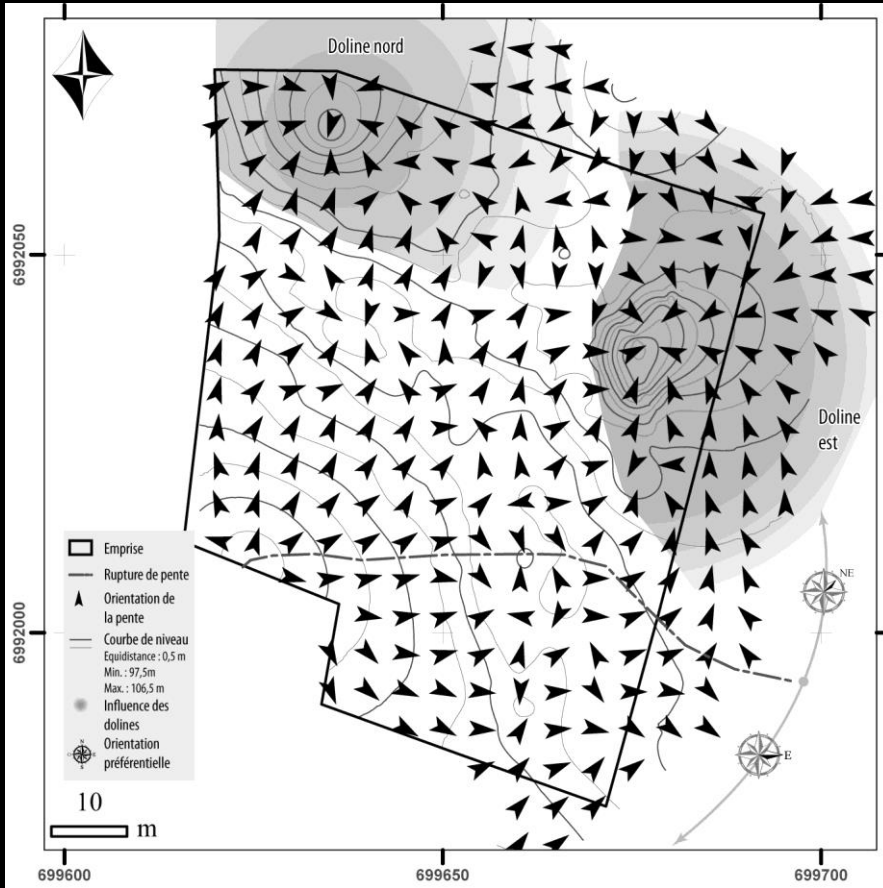 Doline nord
6992050
Doline
est
Emprise
Rupture de pente
Orientation de
la pente
Courbe de niveau
Equidistance : 0,5 m
Min. : 97,5m
Max. : 106,5 m
Influence des
dolines
N
S
Orientation
préférentielle
NE
E
6992000
10
m
699600
699650
699700